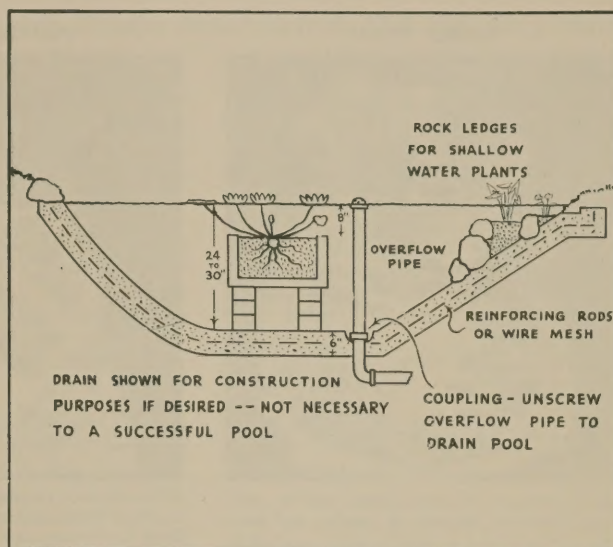 ROCK LEDGES
FOR SHALLOW
WATER PLANTS
8"
24
TO
30"
OVERFLOW
PIPE
REINFORCING RODS
OR WIRE MESH
6"
DRAIN SHOWN FOR CONSTRUCTION
PURPOSES IF DESIRED -- NOT NECESSARY
TO A SUCCESSFUL POOL
COUPLING - UNSCREW
OVERFLOW PIPE TO
DRAIN POOL